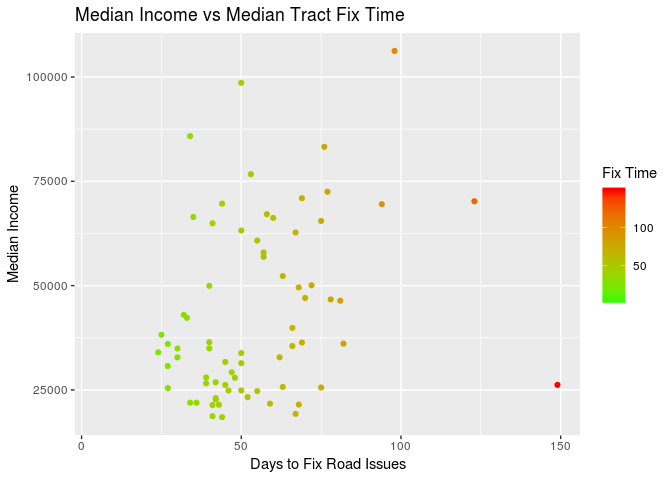 Median Income vs Median Tract Fix Time
100000
75000
50000
25000
Median Income
0
50
100
150
Days to Fix Road Issues
Fix Time
100
50